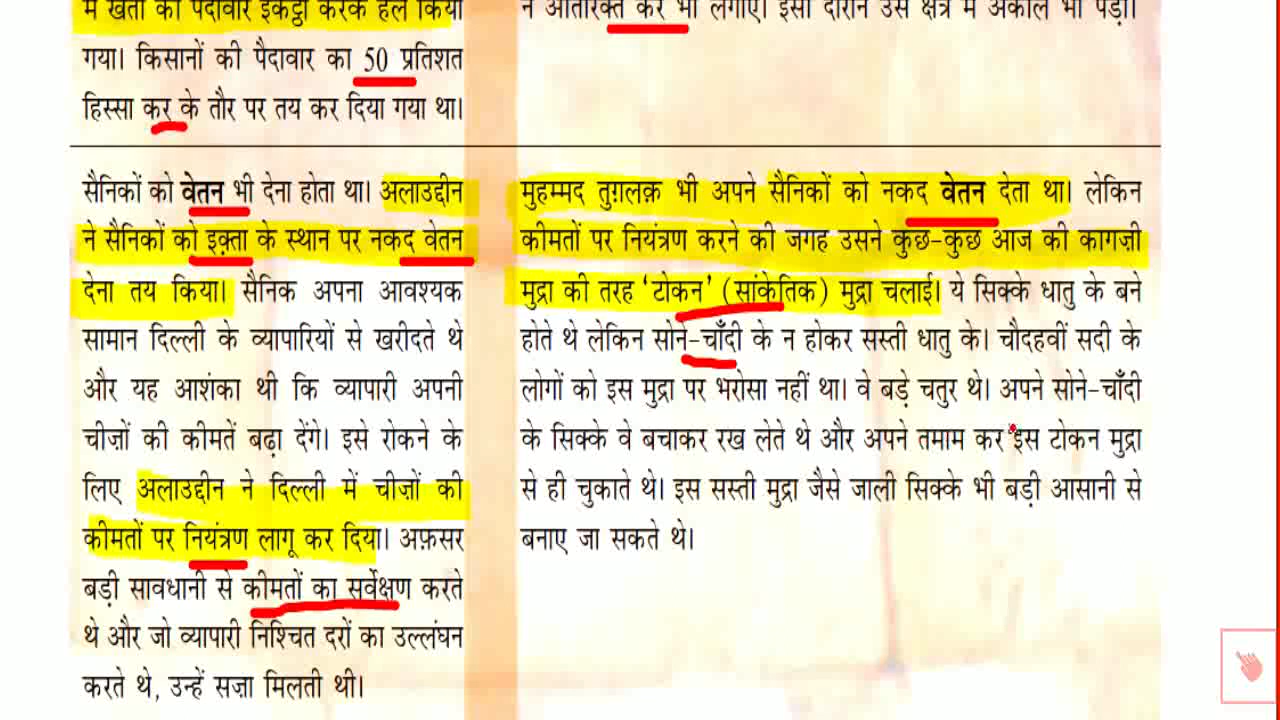 में खेतों की पैदावार इकट्ठा करके हल किया
गया। किसानों की पैदावार का 50 प्रतिशत
हिस्सा कर के तौर पर तय कर दिया गया था।
ने अतिरिक्त कर भी लगाए। इसी दौरान उस क्षेत्र में अकाल भी पड़ा।
सैनिकों को वेतन भी देना होता था। अलाउद्दीन
ने सैनिकों को इक़्ता के स्थान पर नकद वेतन
देना तय किया। सैनिक अपना आवश्यक
सामान दिल्ली के व्यापारियों से खरीदते थे
और यह आशंका थी कि व्यापारी अपनी
चीज़ों की कीमतें बढ़ा देंगे। इसे रोकने के
लिए अलाउद्दीन ने दिल्ली में चीज़ों की
कीमतों पर नियंत्रण लागू कर दिया। अफ़सर
बड़ी सावधानी से कीमतों का सर्वेक्षण करते
थे और जो व्यापारी निश्चित दरों का उल्लंघन
करते थे, उन्हें सज़ा मिलती थी।
मुहम्मद तुग़लक़ भी अपने सैनिकों को नकद वेतन देता था। लेकिन
कीमतों पर नियंत्रण करने की जगह उसने कुछ-कुछ आज की कागज़ी
मुद्रा की तरह ‘टोकन’ (सांकेतिक) मुद्रा चलाई। ये सिक्के धातु के बने
होते थे लेकिन सोने-चाँदी के न होकर सस्ती धातु के। चौदहवीं सदी के
लोगों को इस मुद्रा पर भरोसा नहीं था। वे बड़े चतुर थे। अपने सोने-चाँदी
के सिक्के वे बचाकर रख लेते थे और अपने तमाम कर इस टोकन मुद्रा
से ही चुकाते थे। इस सस्ती मुद्रा जैसे जाली सिक्के भी बड़ी आसानी से
बनाए जा सकते थे।